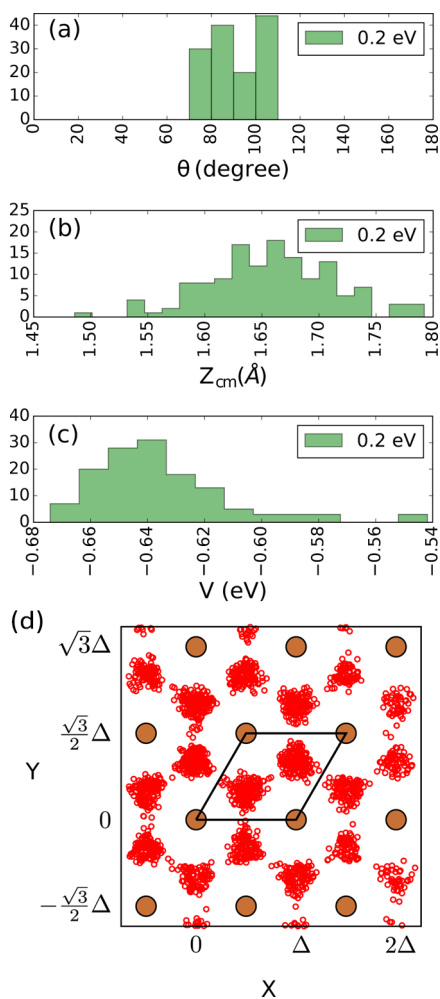 (a)
0.2 eV
40
30
20
10
0
0
20
40
60
80
100
120
140
160
180
θ (degree)
(b)
0.2 eV
25
20
15
10
5
0
1.45
1.50
1.55
1.60
1.65
1.70
1.75
1.80
Zcm(Å)
(c)
0.2 eV
40
30
20
10
0
−0.68
−0.66
−0.64
−0.62
−0.60
−0.58
−0.56
−0.54
V (eV)
(d)
√3Δ
√3/2 Δ
Y
0
−√3/2 Δ
0
Δ
2Δ
X